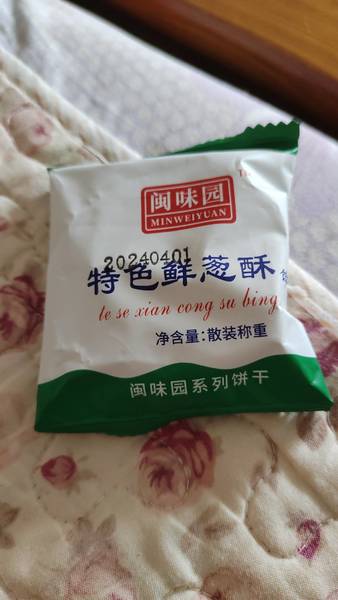 闽味园
MINWEIYUAN
20240401
特色鲜葱酥
te se xian cong su bing
净含量:散装称重
闽味园系列饼干